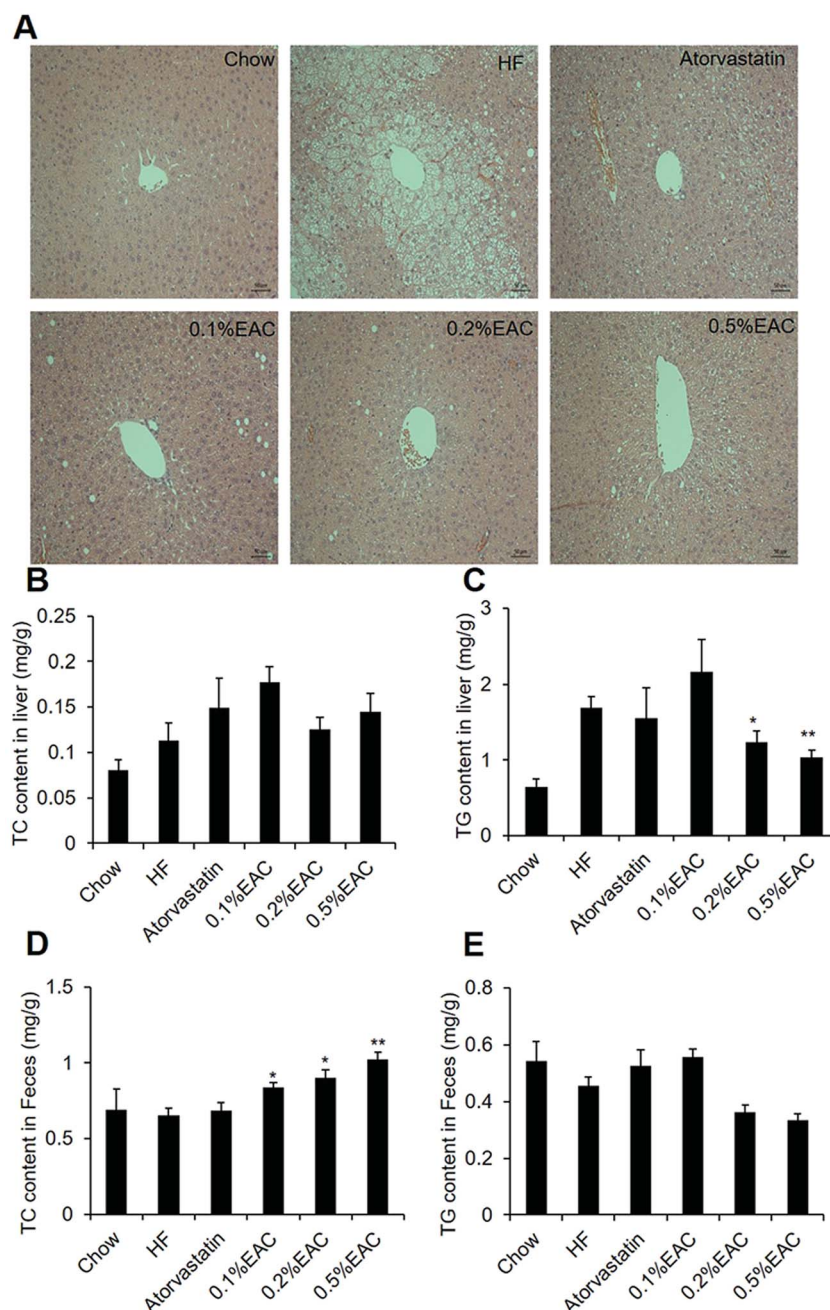 A
Chow
HF
Atorvastatin
0.1%EAC
0.2%EAC
0.5%EAC
B
TC content in liver (mg/g)
0.25
0.2
0.15
0.1
0.05
0
Chow
HF
Atorvastatin
0.1%EAC
0.2%EAC
0.5%EAC
C
TG content in liver (mg/g)
3
2
1
0
*
**
Chow
HF
Atorvastatin
0.1%EAC
0.2%EAC
0.5%EAC
D
TC content in Feces (mg/g)
1.5
1
0.5
0
*
*
**
Chow
HF
Atorvastatin
0.1%EAC
0.2%EAC
0.5%EAC
E
TG content in Feces (mg/g)
0.8
0.6
0.4
0.2
0
Chow
HF
Atorvastatin
0.1%EAC
0.2%EAC
0.5%EAC